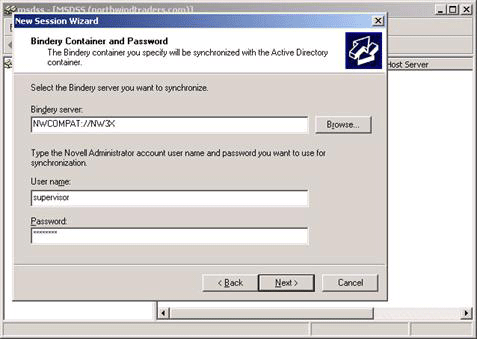 msdss - [MSDSS (northwindtraders.com)]
New Session Wizard
Bindery Container and Password
The Bindery container you specify will be synchronized with the Active Directory
container.
Host Server
Select the Bindery server you want to synchronize.
Bindery server:
NWCOMPAT://NW3X
Browse...
Type the Novell Administrator account user name and password you want to use for
synchronization.
User name:
supervisor
Password:
********
< Back
Next >
Cancel